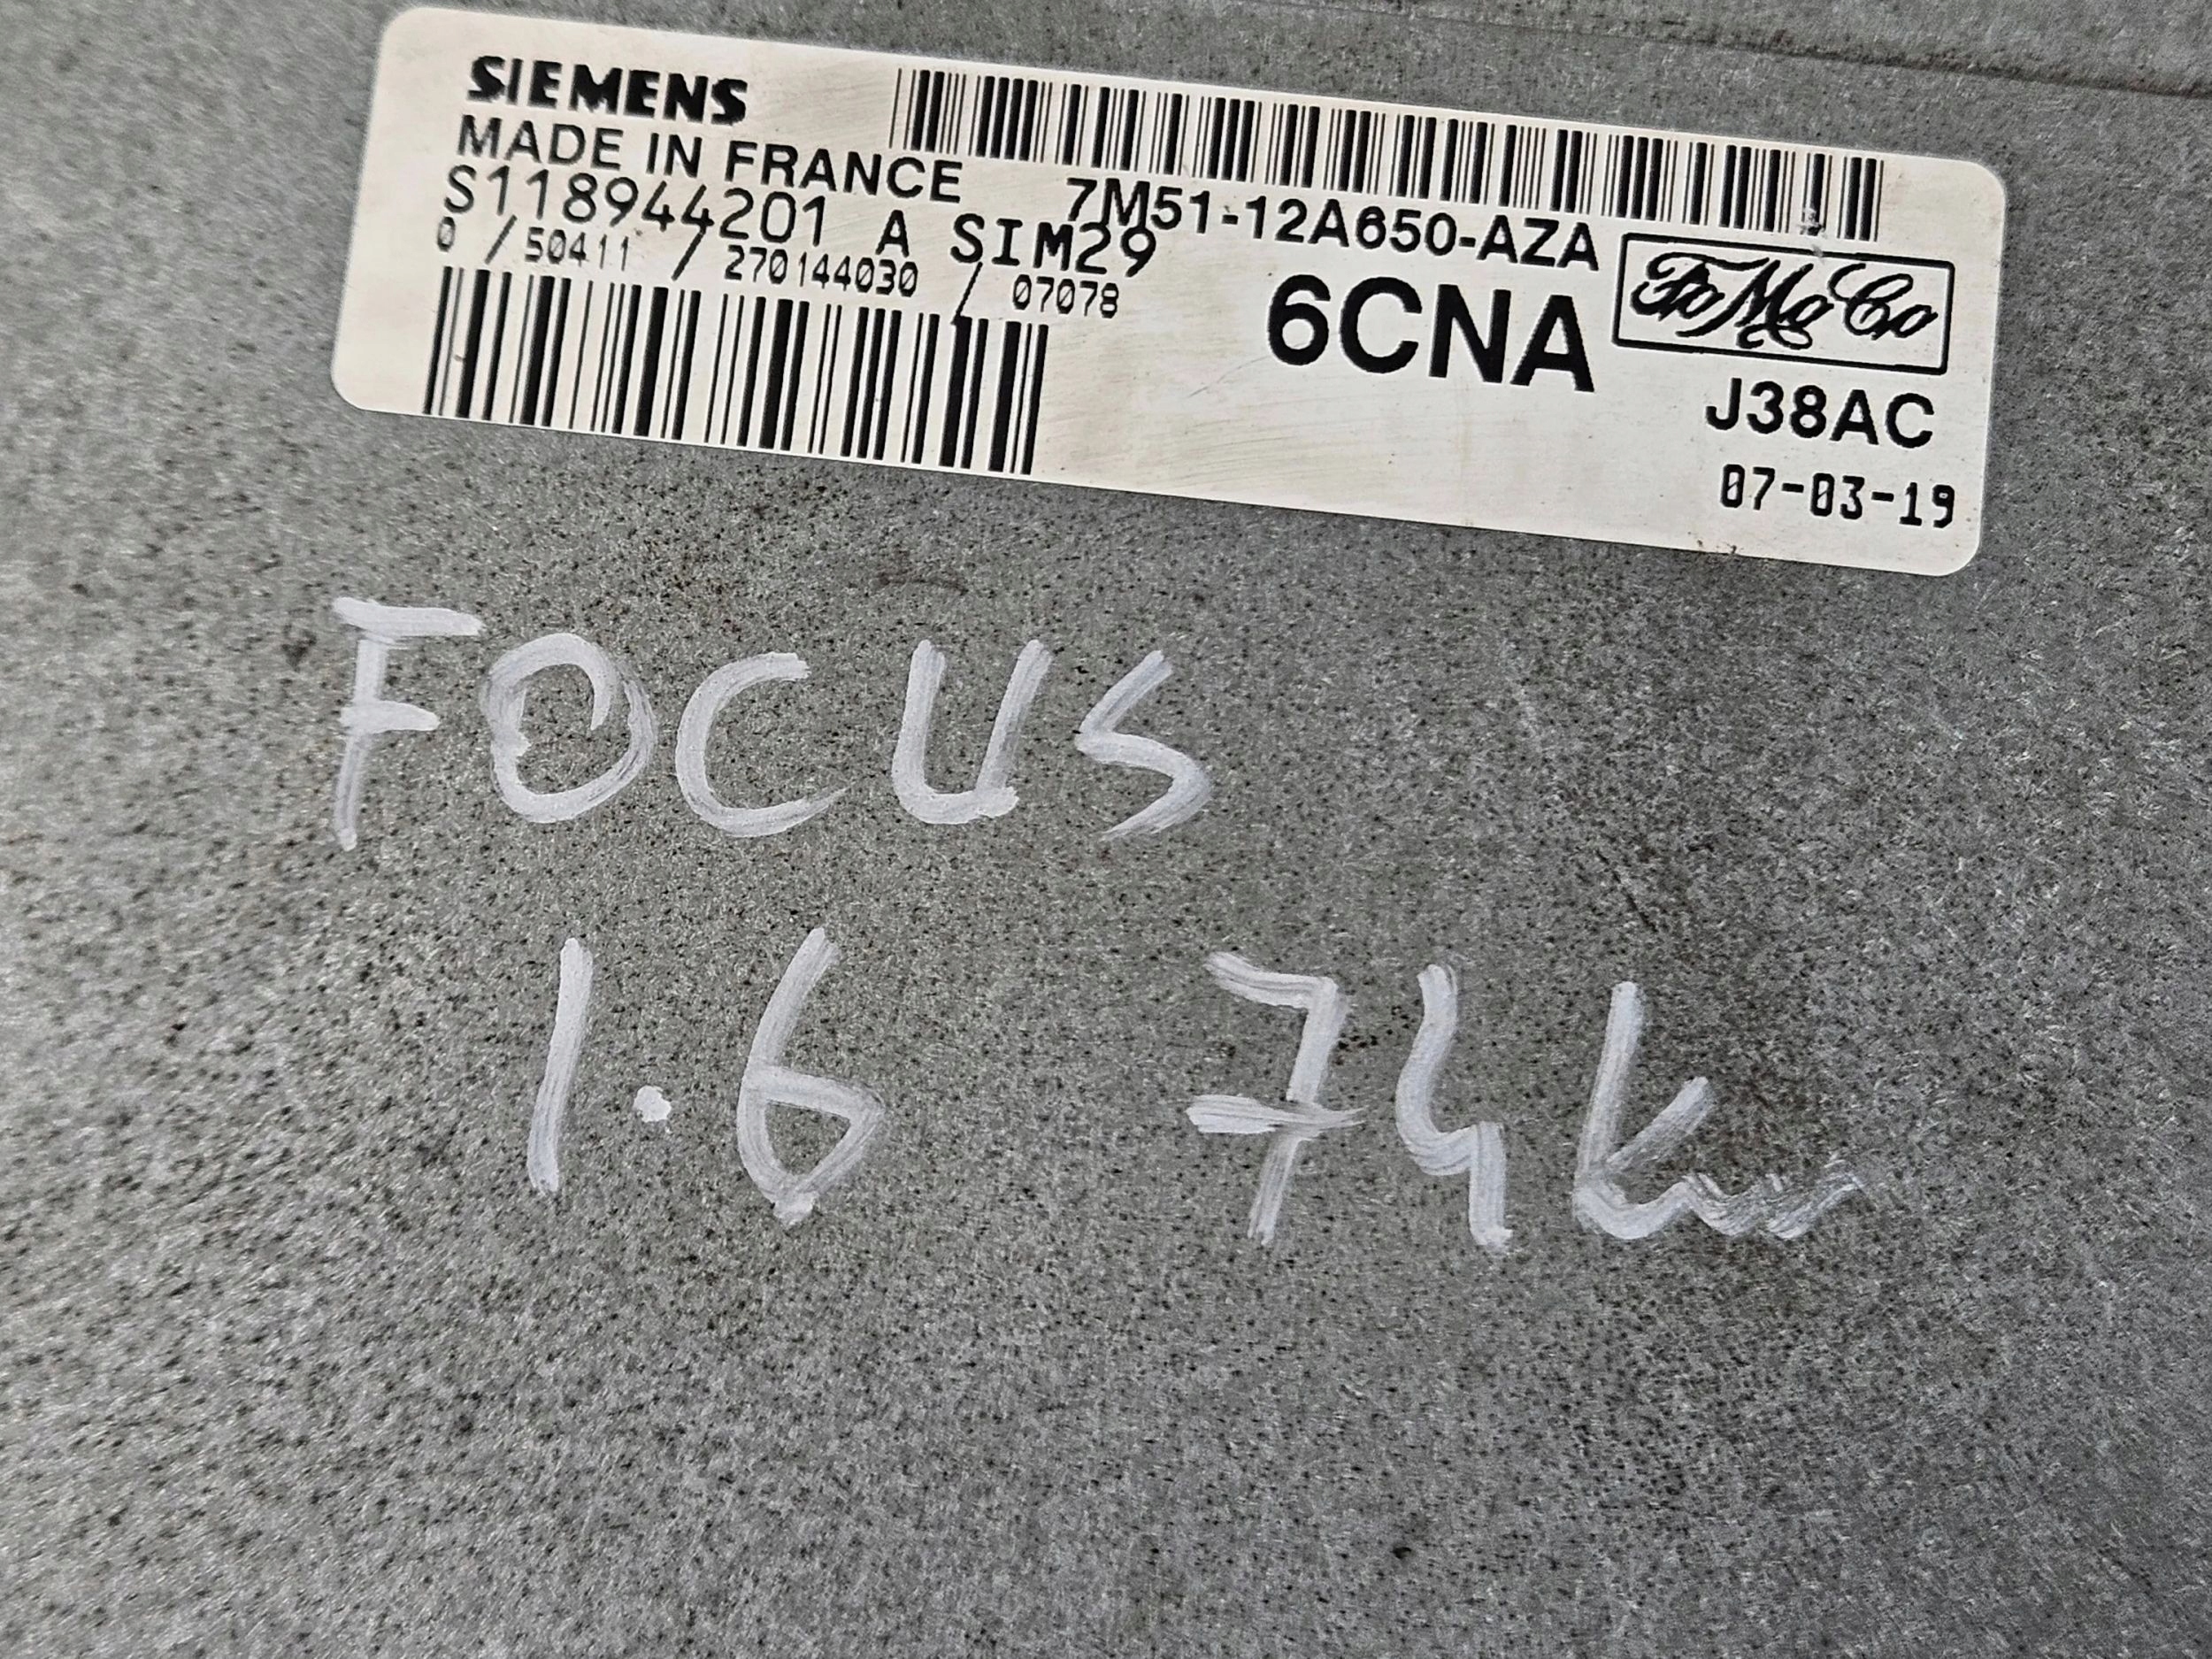 SIEMENS
MADE IN FRANCE
S118944201 A SIM29
0 / 50411 / 270144030 / 07078
7M51-12A650-AZA
6CNA
FoMoCo
J38AC
07-03-19
FOCUS
1.6 74kw